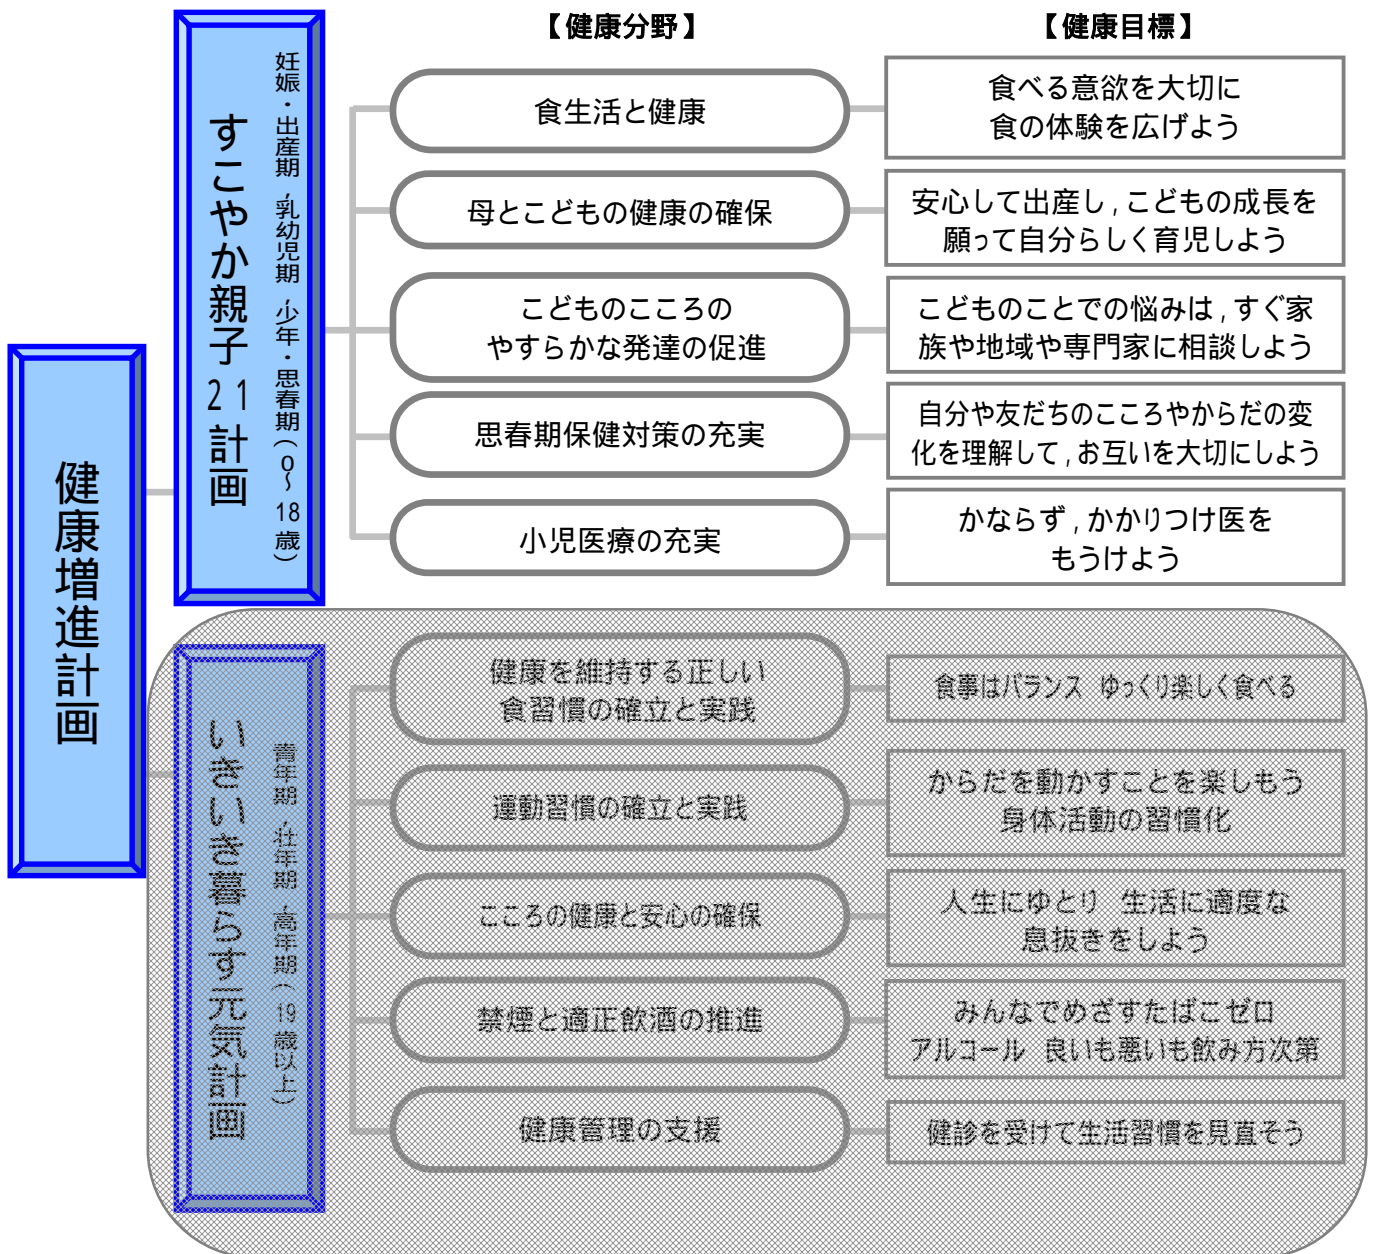 【健康分野】
【健康目標】
健康増進計画
すこやか親子21計画
妊娠・出産期，乳幼児期，少年・思春期(0～18歳)
食生活と健康
食べる意欲を大切に
食の体験を広げよう
母とこどもの健康の確保
安心して出産し，こどもの成長を
願って自分らしく育児しよう
こどものこころの
やすらかな発達の促進
こどものことでの悩みは，すぐ家
族や地域や専門家に相談しよう
思春期保健対策の充実
自分や友だちのこころやからだの変
化を理解して，お互いを大切にしよう
小児医療の充実
かならず，かかりつけ医を
もうけよう
いきいき暮らす元気計画
青年期，壮年期，高年期(19歳以上)
健康を維持する正しい
食習慣の確立と実践
食事はバランス ゆっくり楽しく食べる
運動習慣の確立と実践
からだを動かすことを楽しもう
身体活動の習慣化
こころの健康と安心の確保
人生にゆとり 生活に適度な
息抜きをしよう
禁煙と適正飲酒の推進
みんなでめざすたばこゼロ
アルコール 良いも悪いも飲み方次第
健康管理の支援
健診を受けて生活習慣を見直そう